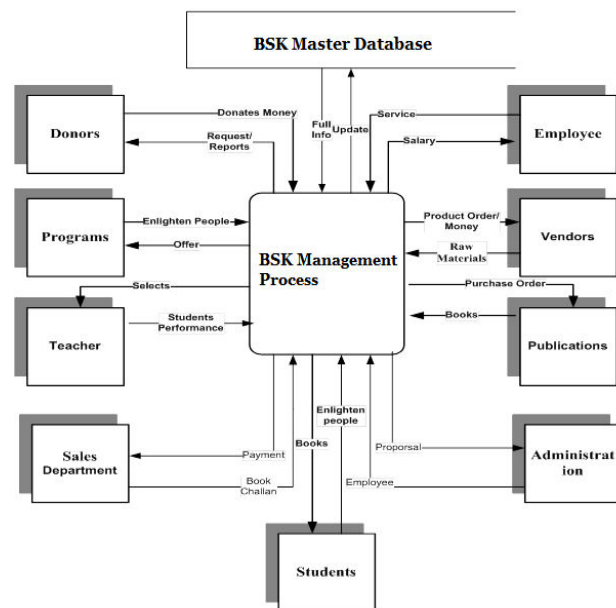 BSK Master Database
Donors
Donates Money
Request/
Reports
Full
Info
Update
Service
Salary
Employee
Programs
Enlighten People
Offer
BSK Management
Process
Product Order/
Money
Raw
Materials
Vendors
Selects
Teacher
Students
Performance
Purchase Order
Books
Publications
Sales
Department
Payment
Book
Challan
Books
Enlighten
people
Proporsal
Employee
Administrat
ion
Students